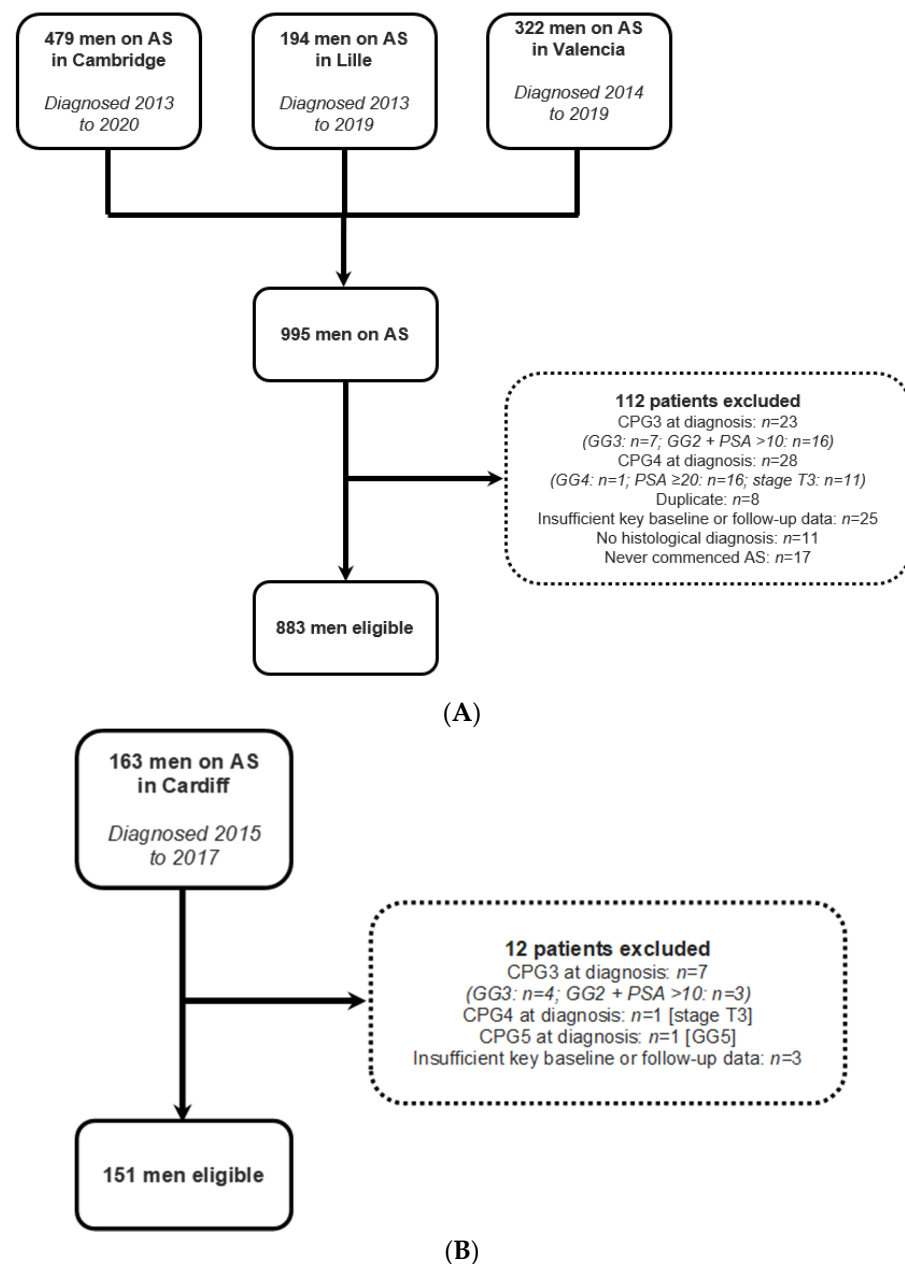 479 men on AS
in Cambridge
Diagnosed 2013
to 2020
194 men on AS
in Lille
Diagnosed 2013
to 2019
322 men on AS
in Valencia
Diagnosed 2014
to 2019
995 men on AS
112 patients excluded
CPG3 at diagnosis: n=23
(GG3: n=7; GG2 + PSA >10: n=16)
CPG4 at diagnosis: n=28
(GG4: n=1; PSA ≥20: n=16; stage T3: n=11)
Duplicate: n=8
Insufficient key baseline or follow-up data: n=25
No histological diagnosis: n=11
Never commenced AS: n=17
883 men eligible
(A)
163 men on AS
in Cardiff
Diagnosed 2015
to 2017
12 patients excluded
CPG3 at diagnosis: n=7
(GG3: n=4; GG2 + PSA >10: n=3)
CPG4 at diagnosis: n=1 [stage T3]
CPG5 at diagnosis: n=1 [GG5]
Insufficient key baseline or follow-up data: n=3
151 men eligible
(B)